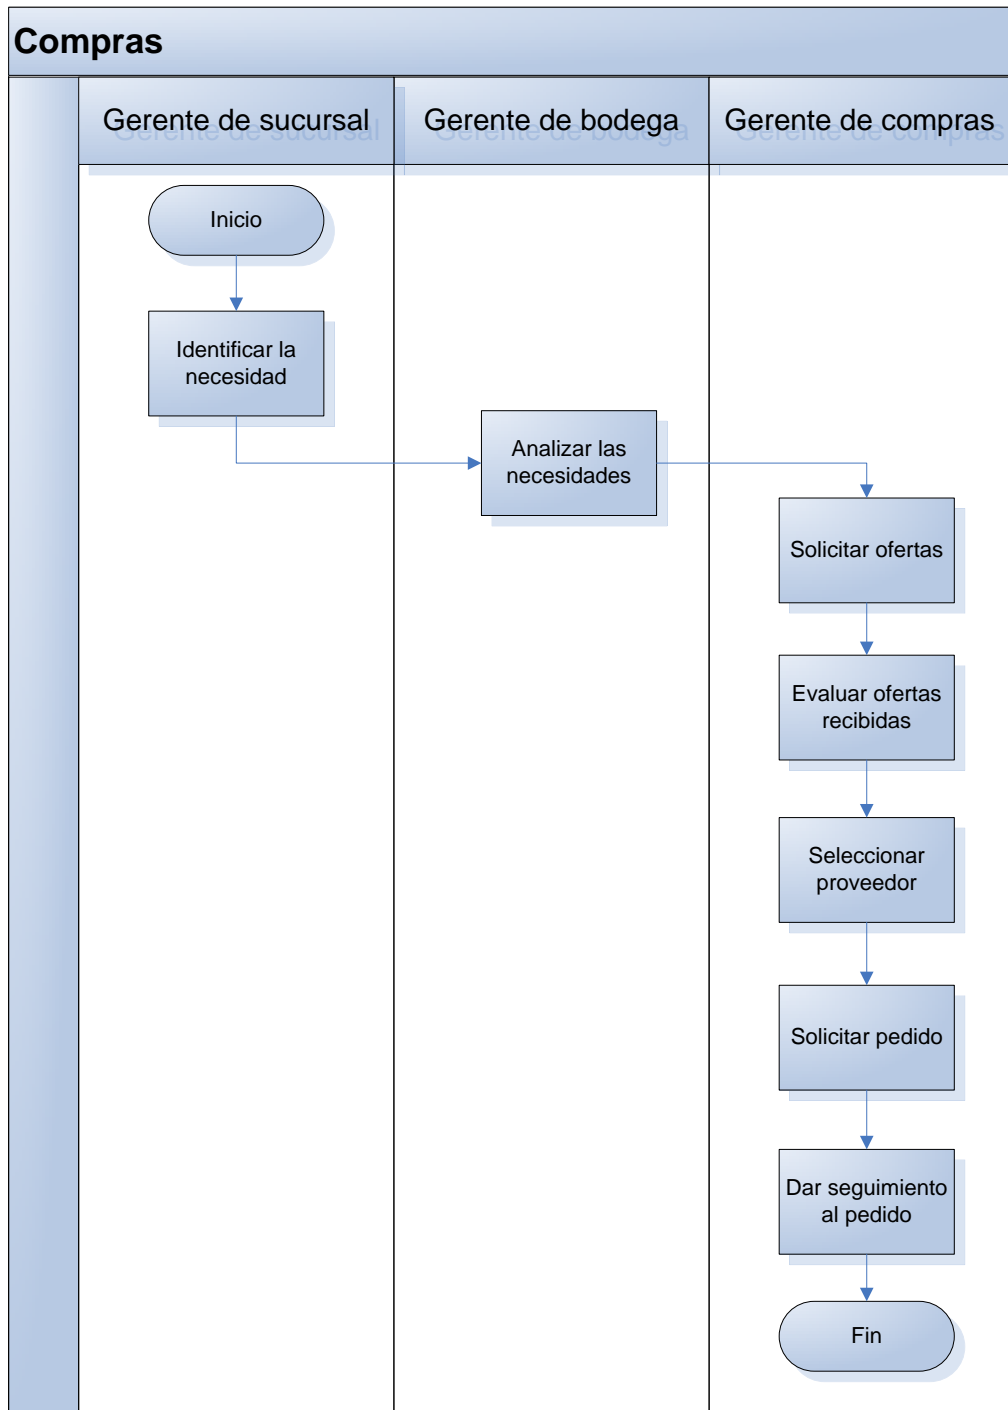 Compras
Gerente de sucursal
Gerente de bodega
Gerente de compras
Inicio
Identificar la
necesidad
Analizar las
necesidades
Solicitar ofertas
Evaluar ofertas
recibidas
Seleccionar
proveedor
Solicitar pedido
Dar seguimiento
al pedido
Fin